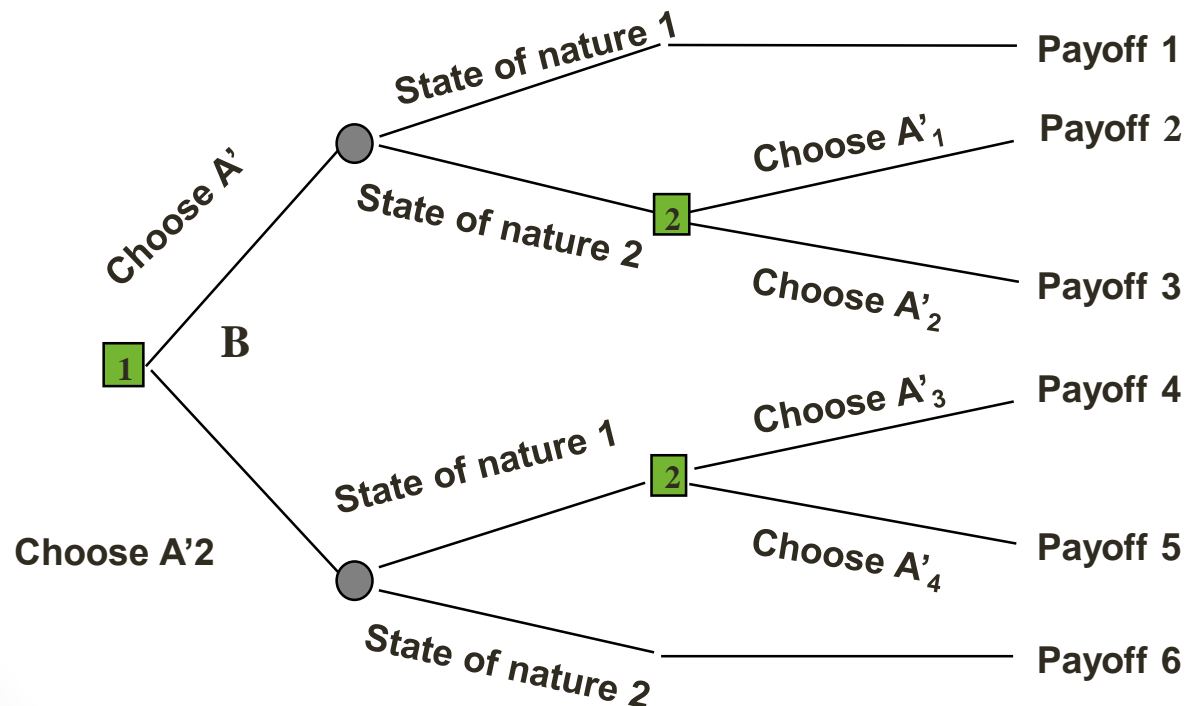 State of nature 1
Payoff 1
Choose A'
Choose A'₁
Payoff 2
State of nature 2
2
Choose A'₂
Payoff 3
1
B
State of nature 1
Choose A'₃
Payoff 4
2
Choose A'2
Choose A'₄
Payoff 5
State of nature 2
Payoff 6